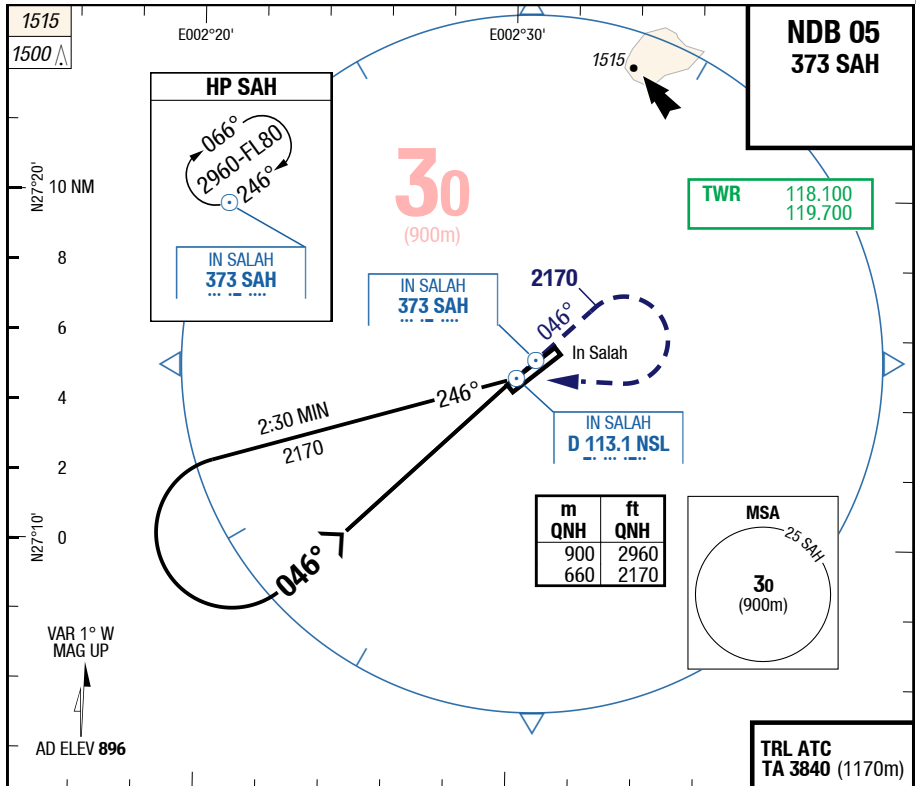 1515
1500
E002°20'
E002°30'
1515
NDB 05
373 SAH
HP SAH
066°
2960-FL80
246°
IN SALAH
373 SAH
N27°20'
10 NM
8
6
4
2
0
N27°10'
30
(900m)
TWR 118.100
119.700
IN SALAH
373 SAH
2170
046°
In Salah
246°
2:30 MIN
2170
IN SALAH
D 113.1 NSL
046°
m ft
QNH QNH
900 2960
660 2170
MSA
25 SAH
30
(900m)
VAR 1° W
MAG UP
AD ELEV 896
TRL ATC
TA 3840 (1170m)